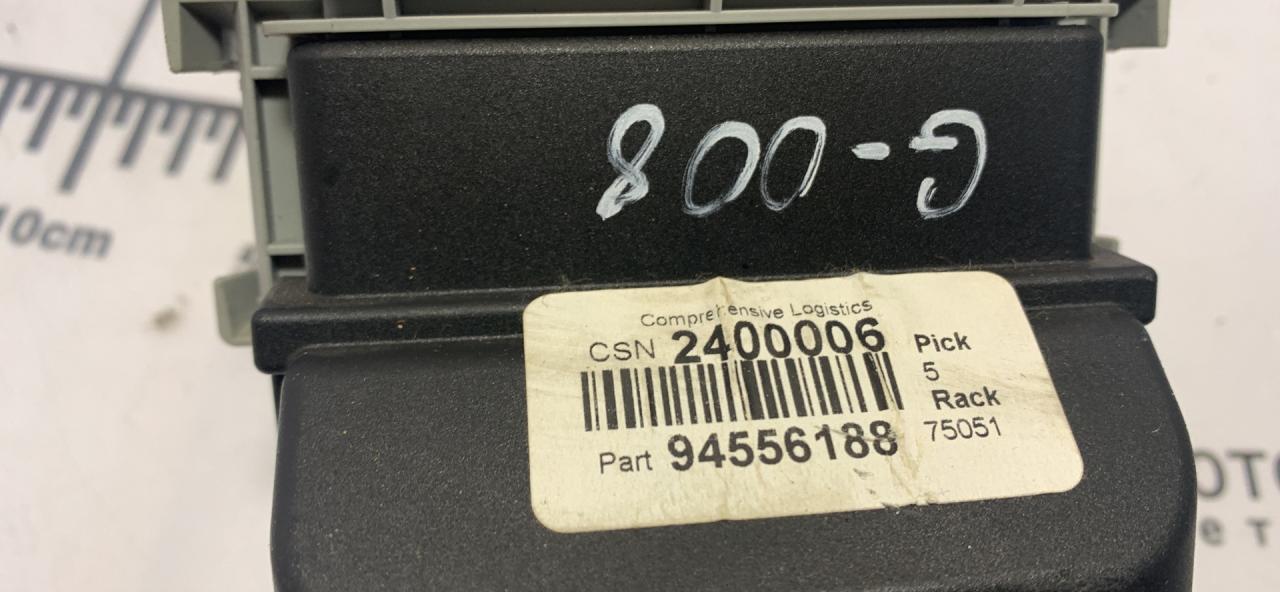 G-008
10cm
Comprehensive Logistics
CSN 2400006
Pick
5
Rack
75051
Part 94556188